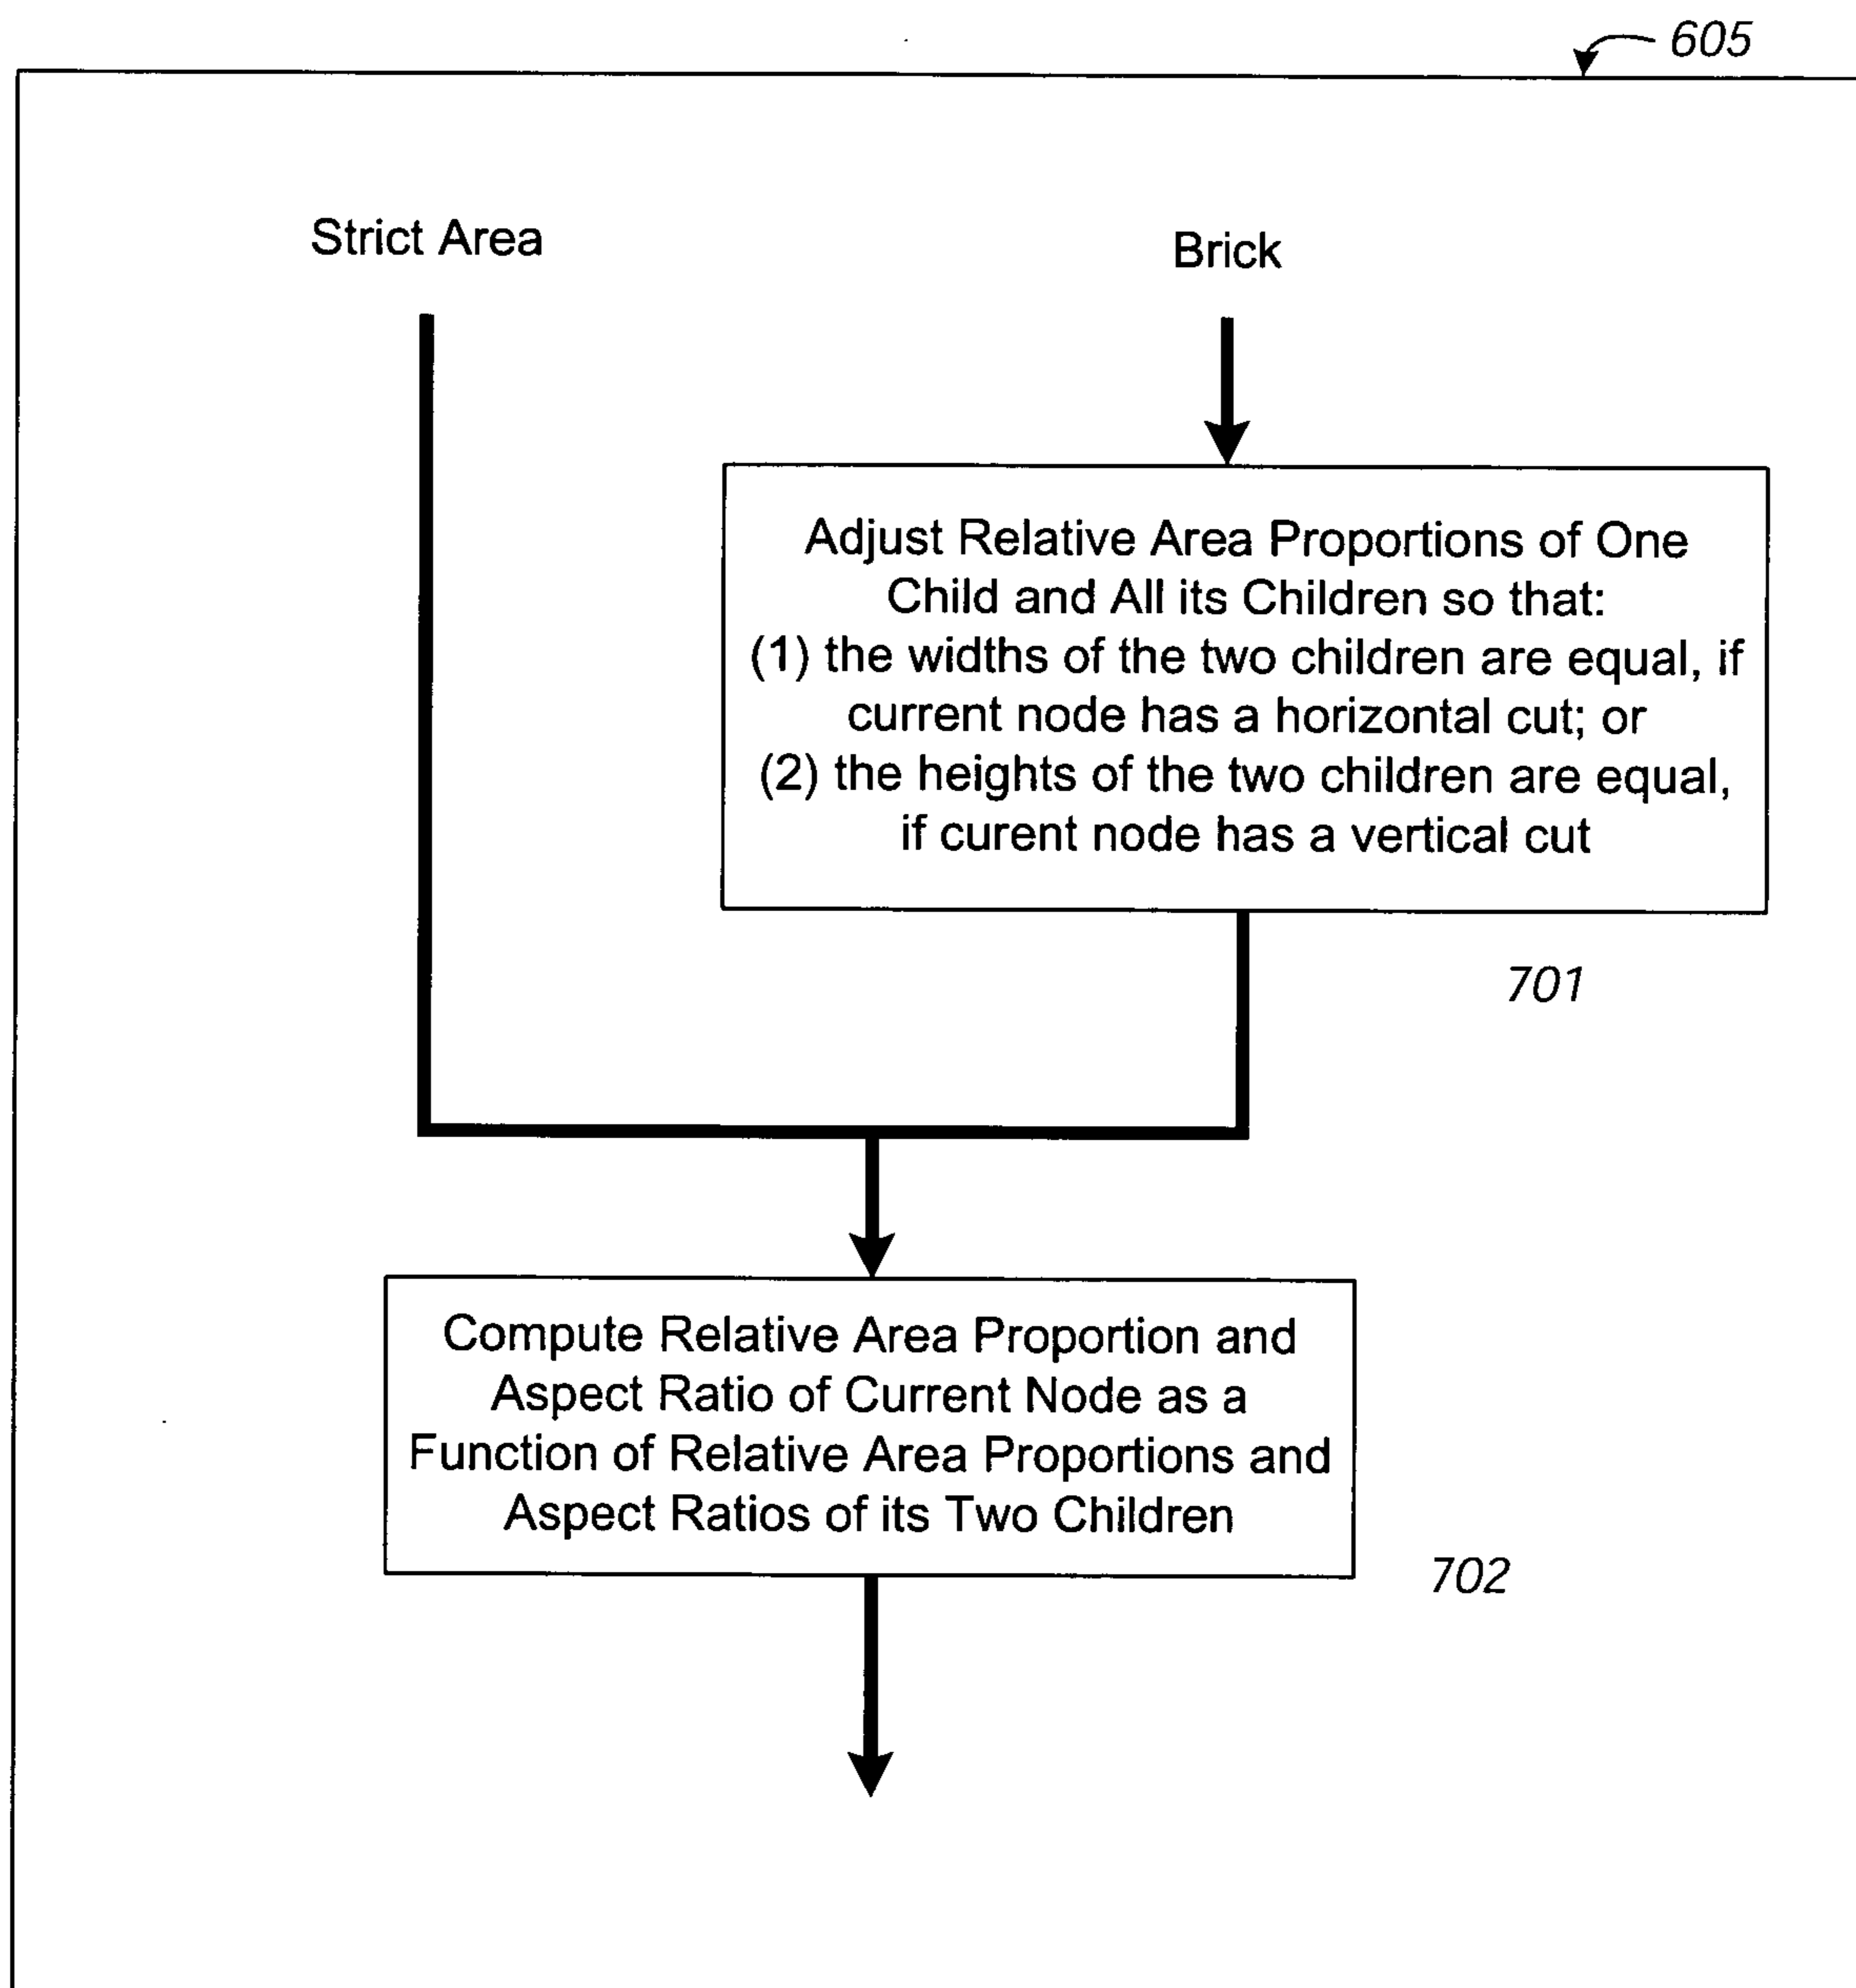 605
Strict Area
Brick
Adjust Relative Area Proportions of One
Child and All its Children so that:
(1) the widths of the two children are equal, if
current node has a horizontal cut; or
(2) the heights of the two children are equal,
if curent node has a vertical cut
701
Compute Relative Area Proportion and
Aspect Ratio of Current Node as a
Function of Relative Area Proportions and
Aspect Ratios of its Two Children
702